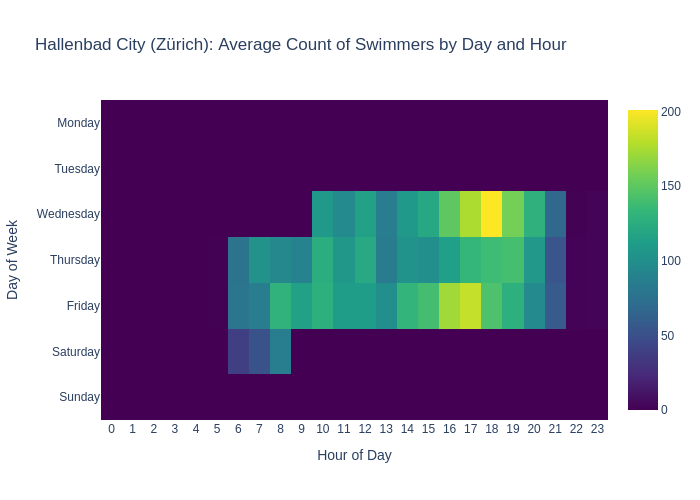 Hallenbad City (Zürich): Average Count of Swimmers by Day and Hour
Day of Week
Monday
Tuesday
Wednesday
Thursday
Friday
Saturday
Sunday
0 1 2 3 4 5 6 7 8 9 10 11 12 13 14 15 16 17 18 19 20 21 22 23
Hour of Day
200
150
100
50
0